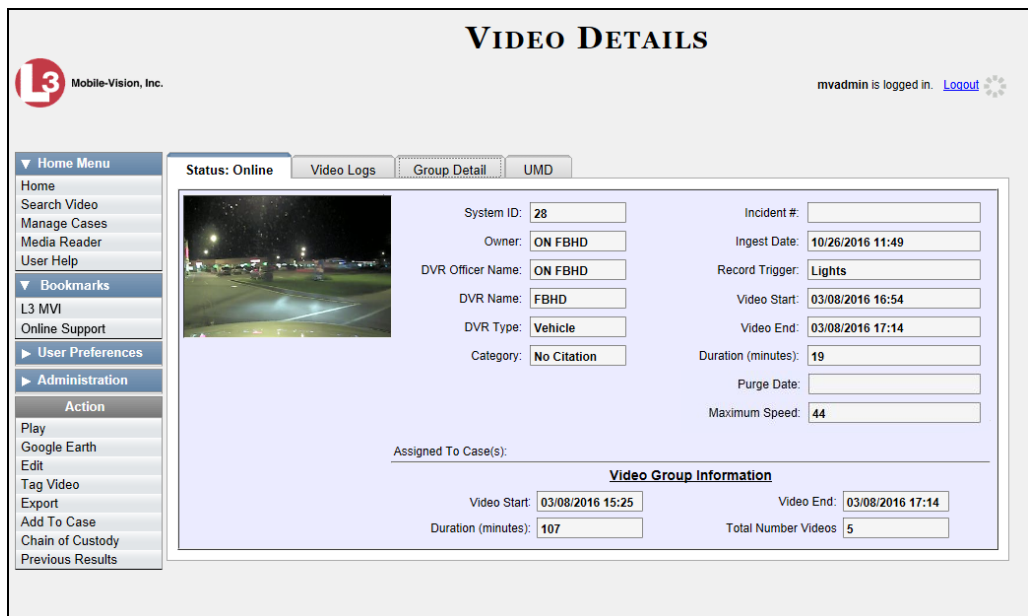 VIDEO DETAILS
L3 Mobile-Vision, Inc.
mvadmin is logged in. Logout
▼ Home Menu
Home
Search Video
Manage Cases
Media Reader
User Help
▼ Bookmarks
L3 MVI
Online Support
▶ User Preferences
▶ Administration
Action
Play
Google Earth
Edit
Tag Video
Export
Add To Case
Chain of Custody
Previous Results
Status: Online Video Logs Group Detail UMD
System ID: 28
Owner: ON FBHD
DVR Officer Name: ON FBHD
DVR Name: FBHD
DVR Type: Vehicle
Category: No Citation
Incident #:
Ingest Date: 10/26/2016 11:49
Record Trigger: Lights
Video Start: 03/08/2016 16:54
Video End: 03/08/2016 17:14
Duration (minutes): 19
Purge Date:
Maximum Speed: 44
Assigned To Case(s):
Video Group Information
Video Start: 03/08/2016 15:25 Video End: 03/08/2016 17:14
Duration (minutes): 107 Total Number Videos 5